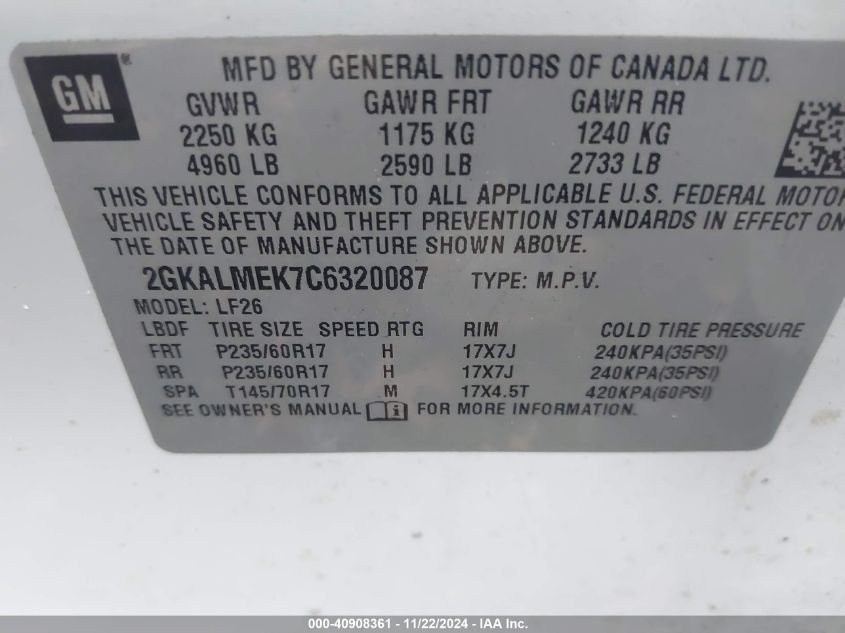 GM®
MFD BY GENERAL MOTORS OF CANADA LTD.
GVWR GAWR FRT GAWR RR
2250 KG 1175 KG 1240 KG
4960 LB 2590 LB 2733 LB
THIS VEHICLE CONFORMS TO ALL APPLICABLE U.S. FEDERAL MOTOR
VEHICLE SAFETY AND THEFT PREVENTION STANDARDS IN EFFECT ON
THE DATE OF MANUFACTURE SHOWN ABOVE.
2GKALMEK7C6320087 TYPE: M.P.V.
MODEL: LF26
LBDF TIRE SIZE SPEED RTG RIM COLD TIRE PRESSURE
FRT P235/60R17 H 17X7J 240KPA(35PSI)
RR P235/60R17 H 17X7J 240KPA(35PSI)
SPA T145/70R17 M 17X4.5T 420KPA(60PSI)
SEE OWNER'S MANUAL i FOR MORE INFORMATION.
000-40908361 - 11/22/2024 - IAA Inc.